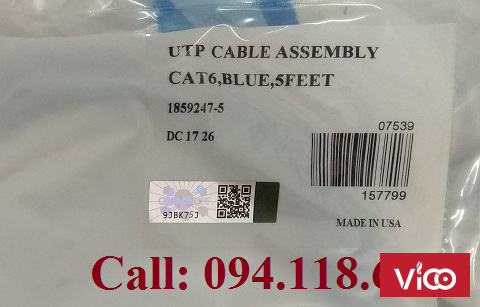 UTP CABLE ASSEMBLY
CAT6,BLUE,5FEET
1859247-5
DC 17 26
07539
157799
9JBK75J
MADE IN USA
Call: 094.118.6
VIOO